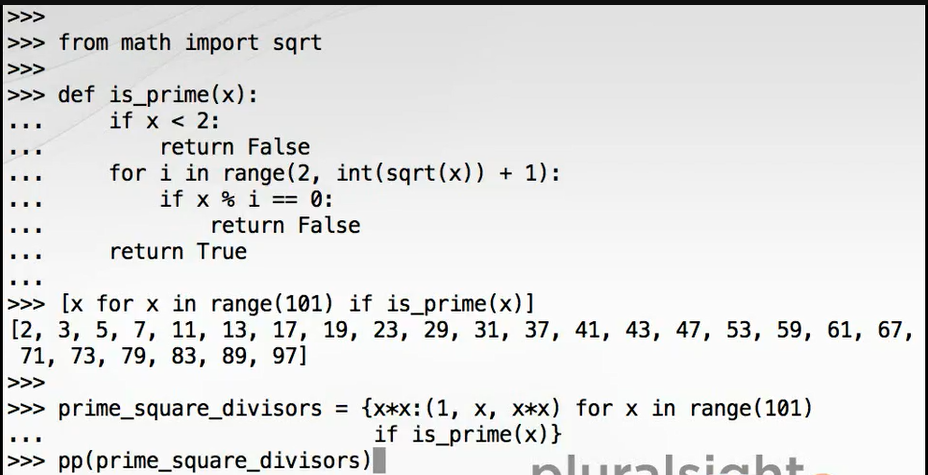 >>>
>>> from math import sqrt
>>>
>>> def is_prime(x):
...     if x < 2:
...         return False
...     for i in range(2, int(sqrt(x)) + 1):
...         if x % i == 0:
...             return False
...     return True
...
>>> [x for x in range(101) if is_prime(x)]
[2, 3, 5, 7, 11, 13, 17, 19, 23, 29, 31, 37, 41, 43, 47, 53, 59, 61, 67,
 71, 73, 79, 83, 89, 97]
>>>
>>> prime_square_divisors = {x*x:(1, x, x*x) for x in range(101)
...                          if is_prime(x)}
>>> pp(prime_square_divisors)
pluralsight